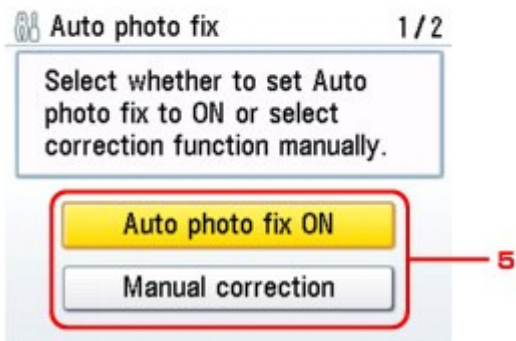 Auto photo fix 1/2
Select whether to set Auto
photo fix to ON or select
correction function manually.
Auto photo fix ON
5
Manual correction